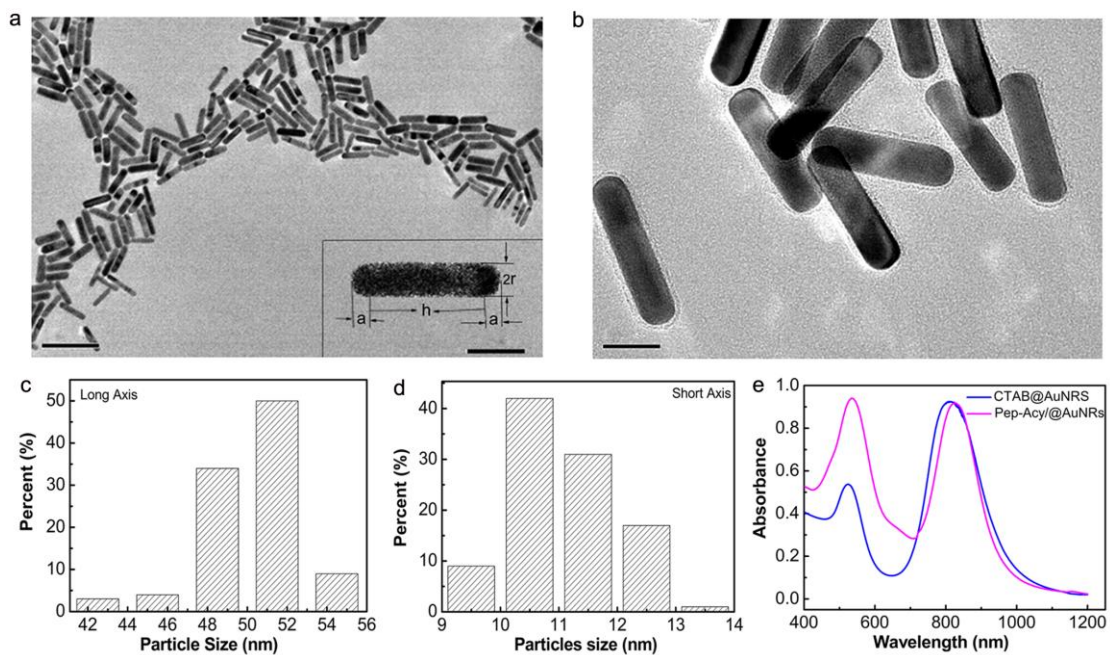 a
b
2r
a
h
a
c
Long Axis
50
40
30
20
10
0
Percent (%)
42 44 46 48 50 52 54 56
Particle Size (nm)
d
Short Axis
40
30
20
10
0
Percent (%)
9 10 11 12 13 14
Particles size (nm)
e
1.0
0.8
0.6
0.4
0.2
0.0
Absorbance
CTAB@AuNRS
Pep-Acy/@AuNRs
400 600 800 1000 1200
Wavelength (nm)